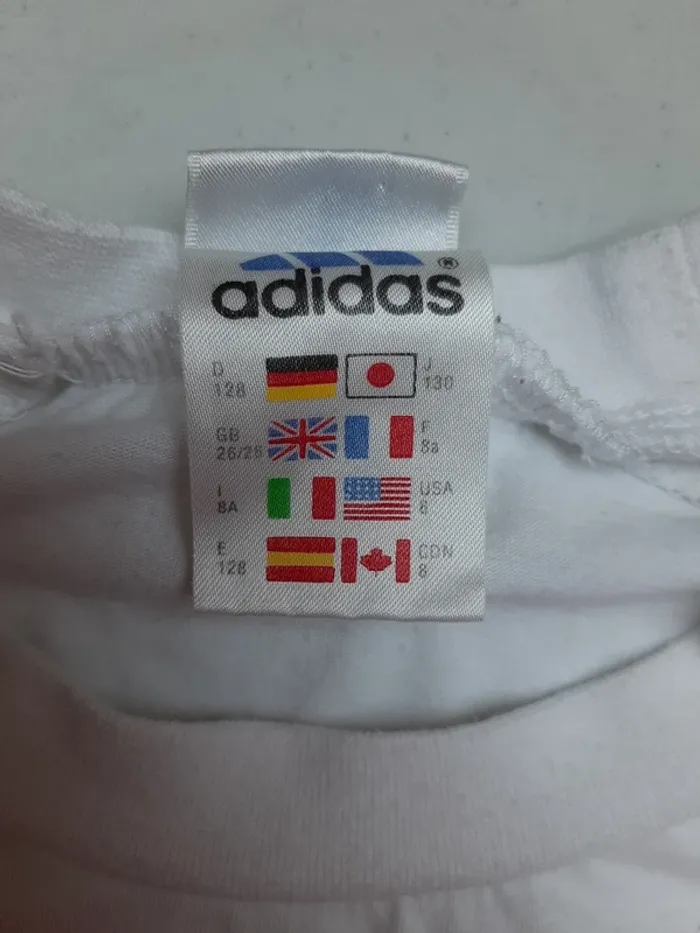 adidas ®
D J
128 130
GB F
26/28 8a
I USA
8A 8
E CDN
128 8